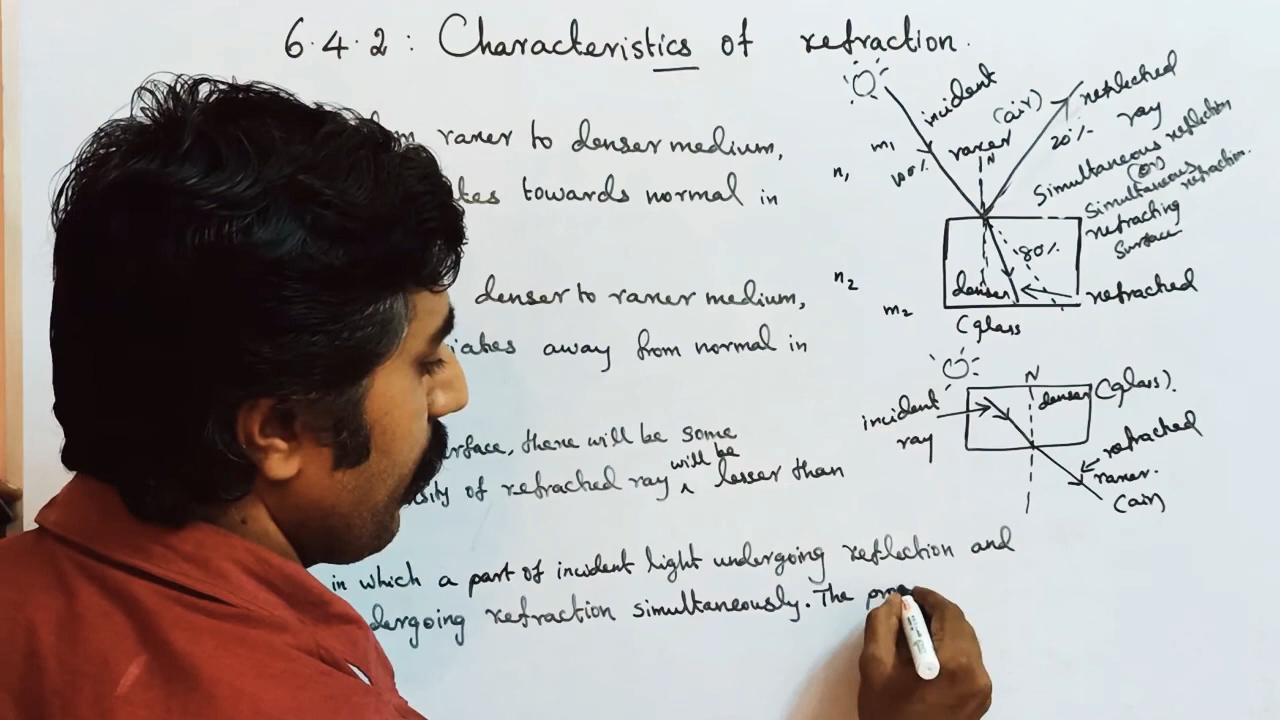 6.4.2 : Characteristics of refraction.
rarer to denser medium,
towards normal in
denser to rarer medium,
away from normal in
there will be some
of refracted ray will be lesser than
in which a part of incident light undergoing reflection and
refraction simultaneously. The
incident
(air)
rarer
N
m1
n1
100%
reflected
ray
20%
Simultaneous reflection
(or)
Simultaneous refraction.
refracting
Surface
80%
denser
n2
m2
refracted
(glass
N
denser
(glass).
incident
ray
refracted
rarer.
(air)